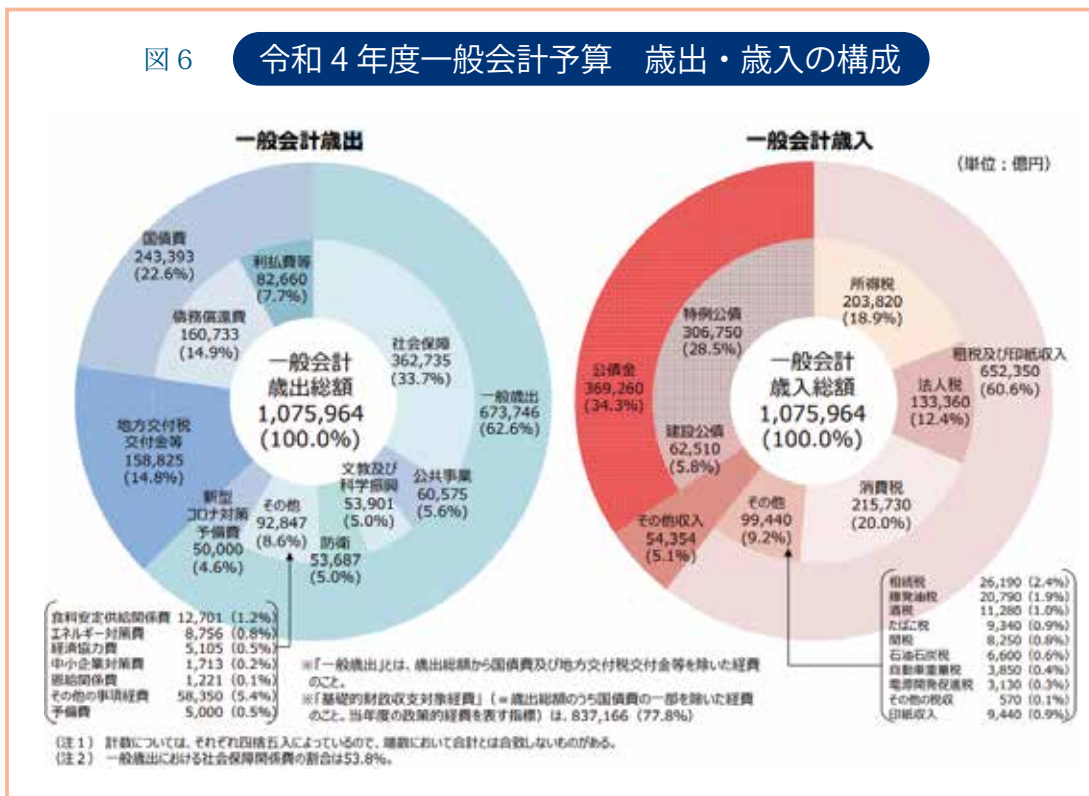 図6
令和4年度一般会計予算 歳出・歳入の構成
一般会計歳出
国債費
243,393
(22.6%)
利払費等
82,660
(7.7%)
債務償還費
160,733
(14.9%)
社会保障
362,735
(33.7%)
一般会計
歳出総額
1,075,964
(100.0%)
一般歳出
673,746
(62.6%)
地方交付税
交付金等
158,825
(14.8%)
新型
コロナ対策
予備費
50,000
(4.6%)
その他
92,847
(8.6%)
文教及び
科学振興
53,901
(5.0%)
公共事業
60,575
(5.6%)
防衛
53,687
(5.0%)
食料安定供給関係費 12,701 (1.2%)
エネルギー対策費 8,756 (0.8%)
経済協力費 5,105 (0.5%)
中小企業対策費 1,713 (0.2%)
恩給関係費 1,221 (0.1%)
その他の事項経費 58,350 (5.4%)
予備費 5,000 (0.5%)
一般会計歳入
(単位:億円)
所得税
203,820
(18.9%)
特例公債
306,750
(28.5%)
一般会計
歳入総額
1,075,964
(100.0%)
租税及び印紙収入
652,350
(60.6%)
公債金
369,260
(34.3%)
法人税
133,360
(12.4%)
建設公債
62,510
(5.8%)
消費税
215,730
(20.0%)
その他
99,440
(9.2%)
その他収入
54,354
(5.1%)
相続税 26,190 (2.4%)
揮発油税 20,790 (1.9%)
酒税 11,280 (1.0%)
たばこ税 9,340 (0.9%)
関税 8,250 (0.8%)
石油石炭税 6,600 (0.6%)
自動車重量税 3,850 (0.4%)
電源開発促進税 3,130 (0.3%)
その他の税収 570 (0.1%)
印紙収入 9,440 (0.9%)
※「一般歳出」とは、歳出総額から国債費及び地方交付税交付金等を除いた経費
のこと。
※「基礎的財政収支対象経費」(=歳出総額のうち国債費の一部を除いた経費
のこと。当年度の政策的経費を表す指標)は、837,166 (77.8%)
(注1) 計数については、それぞれ四捨五入によっているので、端数において合計とは合致しないものがある。
(注2) 一般歳出における社会保障関係費の割合は53.8%。